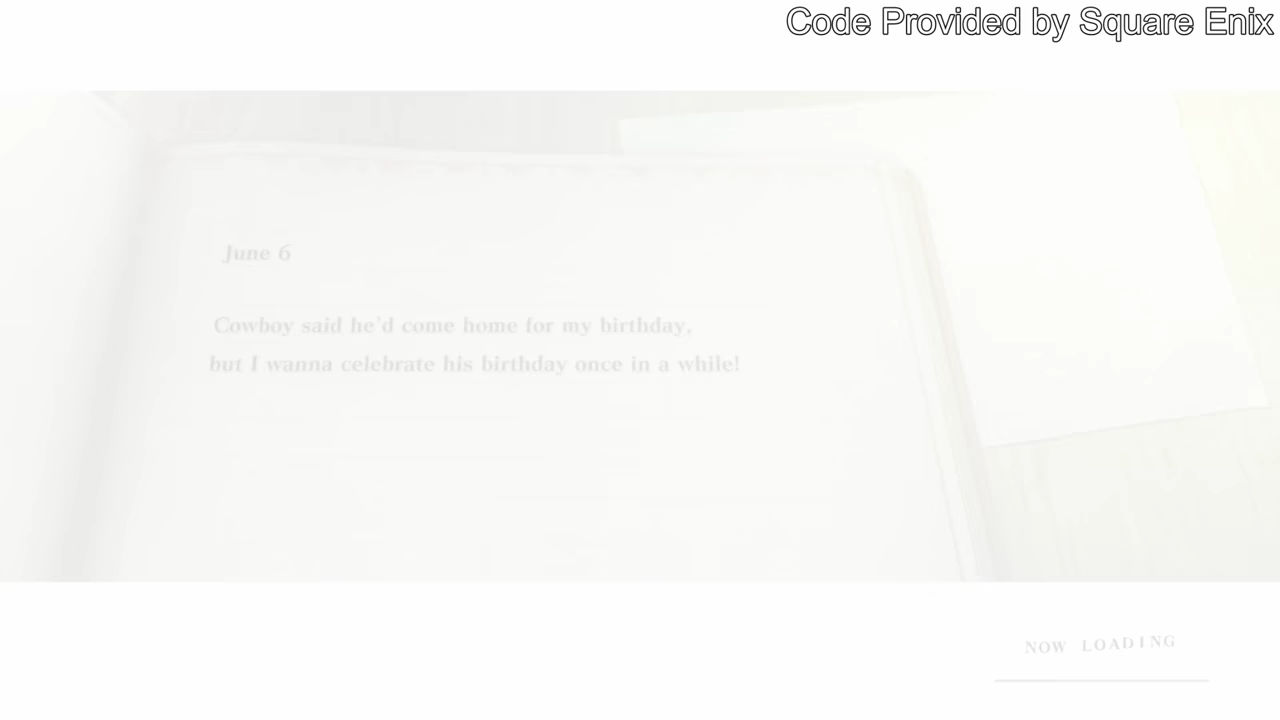 Code Provided by Square Enix
June 6
Cowboy said he'd come home for my birthday,
but I wanna celebrate his birthday once in a while!
NOW LOADING